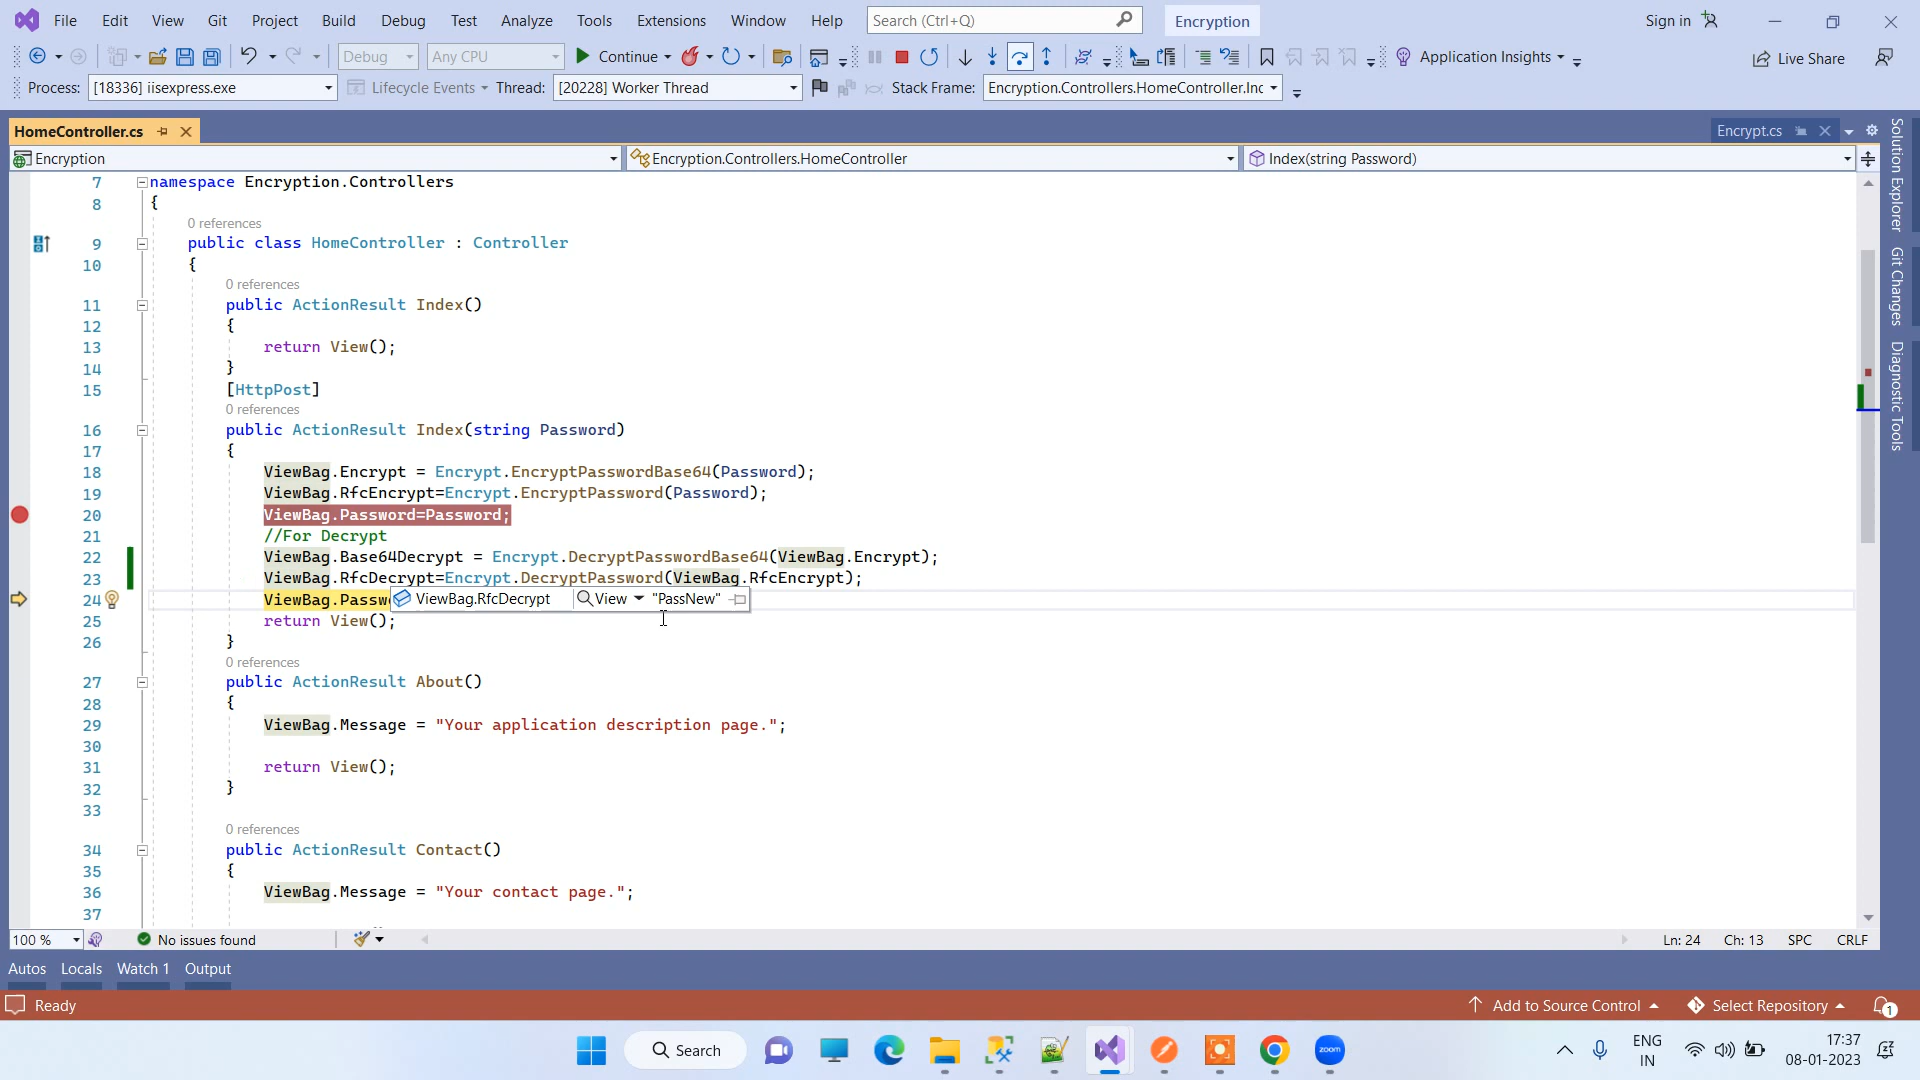 File Edit View Git Project Build Debug Test Analyze Tools Extensions Window Help Search (Ctrl+Q) Encryption Sign in
Debug Any CPU Continue Application Insights Live Share
Process: [18336] iisexpress.exe Lifecycle Events Thread: [20228] Worker Thread Stack Frame: Encryption.Controllers.HomeController.Inc
HomeController.cs Encrypt.cs
Encryption Encryption.Controllers.HomeController Index(string Password)
7 namespace Encryption.Controllers
8 {
0 references
9 public class HomeController : Controller
10 {
0 references
11 public ActionResult Index()
12 {
13 return View();
14 }
15 [HttpPost]
0 references
16 public ActionResult Index(string Password)
17 {
18 ViewBag.Encrypt = Encrypt.EncryptPasswordBase64(Password);
19 ViewBag.RfcEncrypt=Encrypt.EncryptPassword(Password);
20 ViewBag.Password=Password;
21 //For Decrypt
22 ViewBag.Base64Decrypt = Encrypt.DecryptPasswordBase64(ViewBag.Encrypt);
23 ViewBag.RfcDecrypt=Encrypt.DecryptPassword(ViewBag.RfcEncrypt);
24 ViewBag.Passw ViewBag.RfcDecrypt View "PassNew"
25 return View();
26 }
0 references
27 public ActionResult About()
28 {
29 ViewBag.Message = "Your application description page.";
30
31 return View();
32 }
33
0 references
34 public ActionResult Contact()
35 {
36 ViewBag.Message = "Your contact page.";
37
Solution Explorer
Git Changes
Diagnostic Tools
100 % No issues found Ln: 24 Ch: 13 SPC CRLF
Autos Locals Watch 1 Output
Ready Add to Source Control Select Repository 1
Search zoom ENG
IN
17:37
08-01-2023